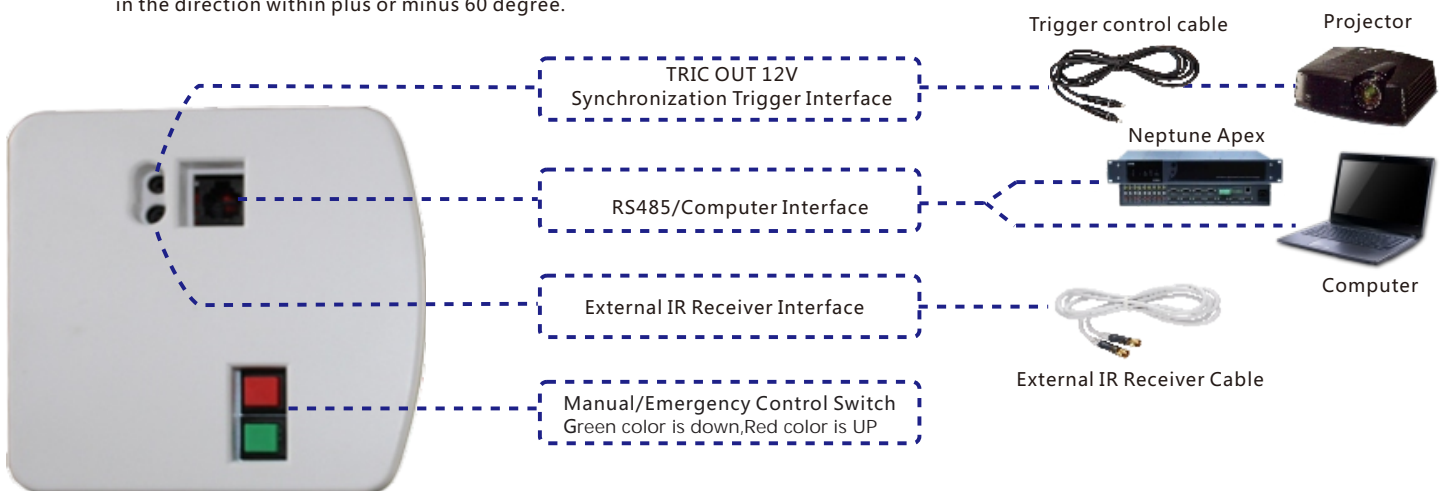 in the direction within plus or minus 60 degree.
Trigger control cable
Projector
TRIC OUT 12V
Synchronization Trigger Interface
Neptune Apex
RS485/Computer Interface
Computer
External IR Receiver Interface
External IR Receiver Cable
Manual/Emergency Control Switch
Green color is down,Red color is UP